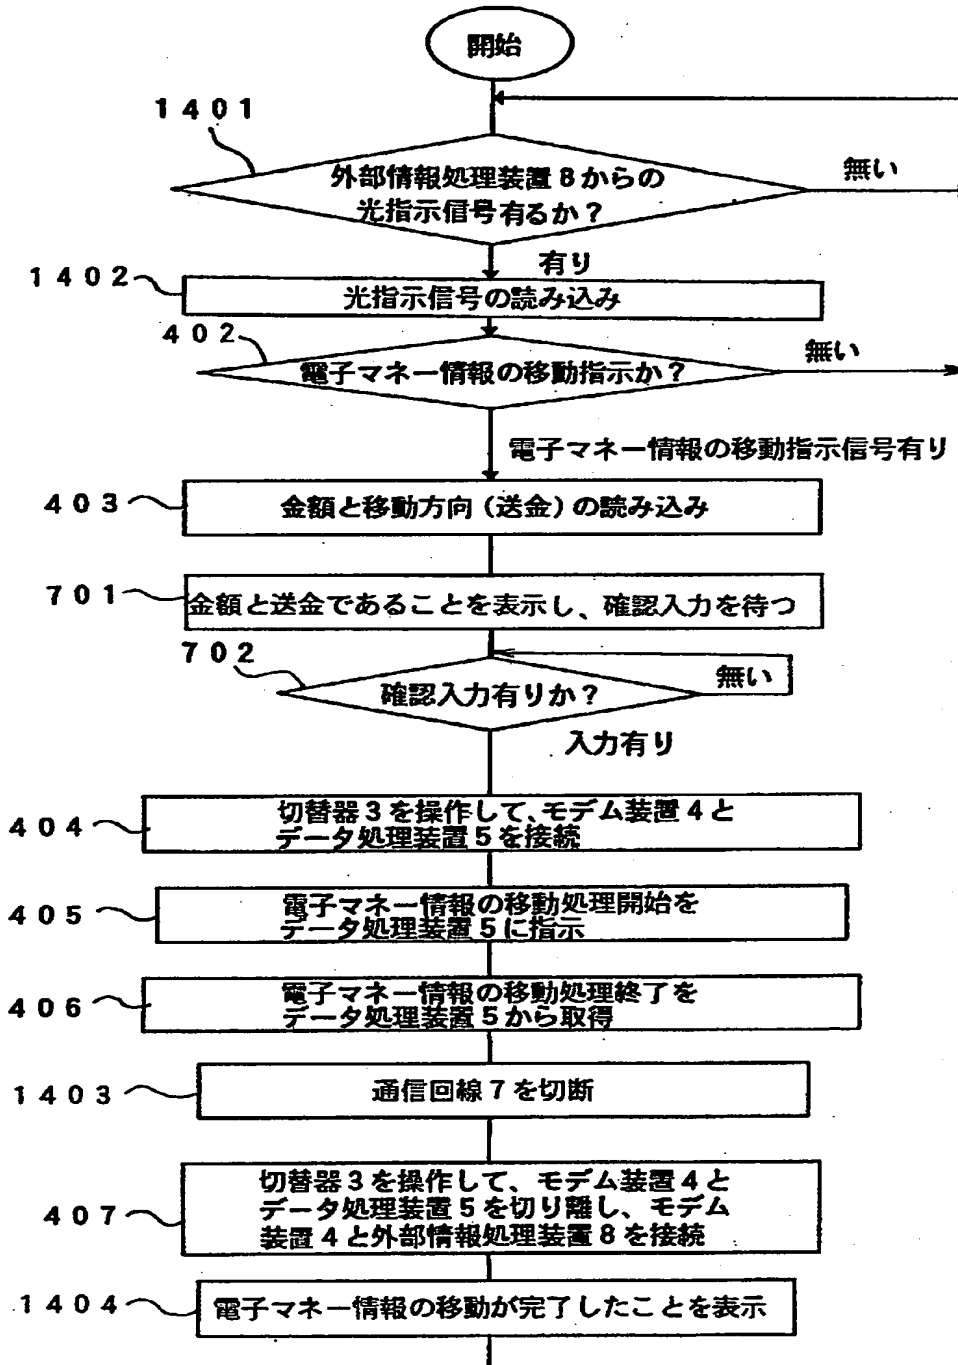 開始
1401
外部情報処理装置8からの
光指示信号有るか？
無い
有り
1402
光指示信号の読み込み
402
電子マネー情報の移動指示か？
無い
電子マネー情報の移動指示信号有り
403
金額と移動方向（送金）の読み込み
701
金額と送金であることを表示し、確認入力を待つ
702
確認入力有りか？
無い
入力有り
404
切替器3を操作して、モデム装置4と
データ処理装置5を接続
405
電子マネー情報の移動処理開始を
データ処理装置5に指示
406
電子マネー情報の移動処理終了を
データ処理装置5から取得
1403
通信回線7を切断
407
切替器3を操作して、モデム装置4と
データ処理装置5を切り離し、モデム
装置4と外部情報処理装置8を接続
1404
電子マネー情報の移動が完了したことを表示